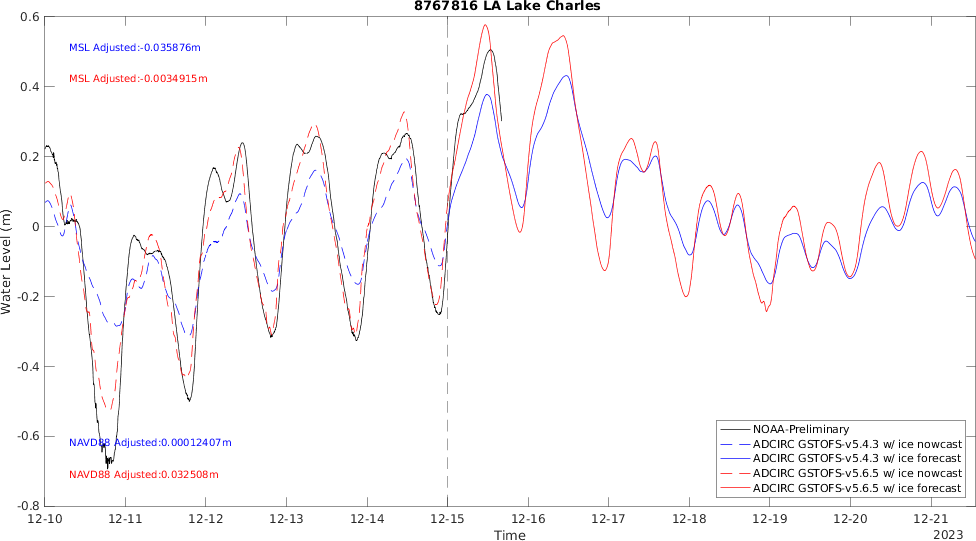 8767816 LA Lake Charles
0.6
0.4
0.2
0
-0.2
-0.4
-0.6
-0.8
Water Level (m)
MSL Adjusted:-0.035876m
MSL Adjusted:-0.0034915m
NAVD88 Adjusted:0.00012407m
NAVD88 Adjusted:0.032508m
NOAA-Preliminary
ADCIRC GSTOFS-v5.4.3 w/ ice nowcast
ADCIRC GSTOFS-v5.4.3 w/ ice forecast
ADCIRC GSTOFS-v5.6.5 w/ ice nowcast
ADCIRC GSTOFS-v5.6.5 w/ ice forecast
12-10 12-11 12-12 12-13 12-14 12-15 12-16 12-17 12-18 12-19 12-20 12-21
Time
2023